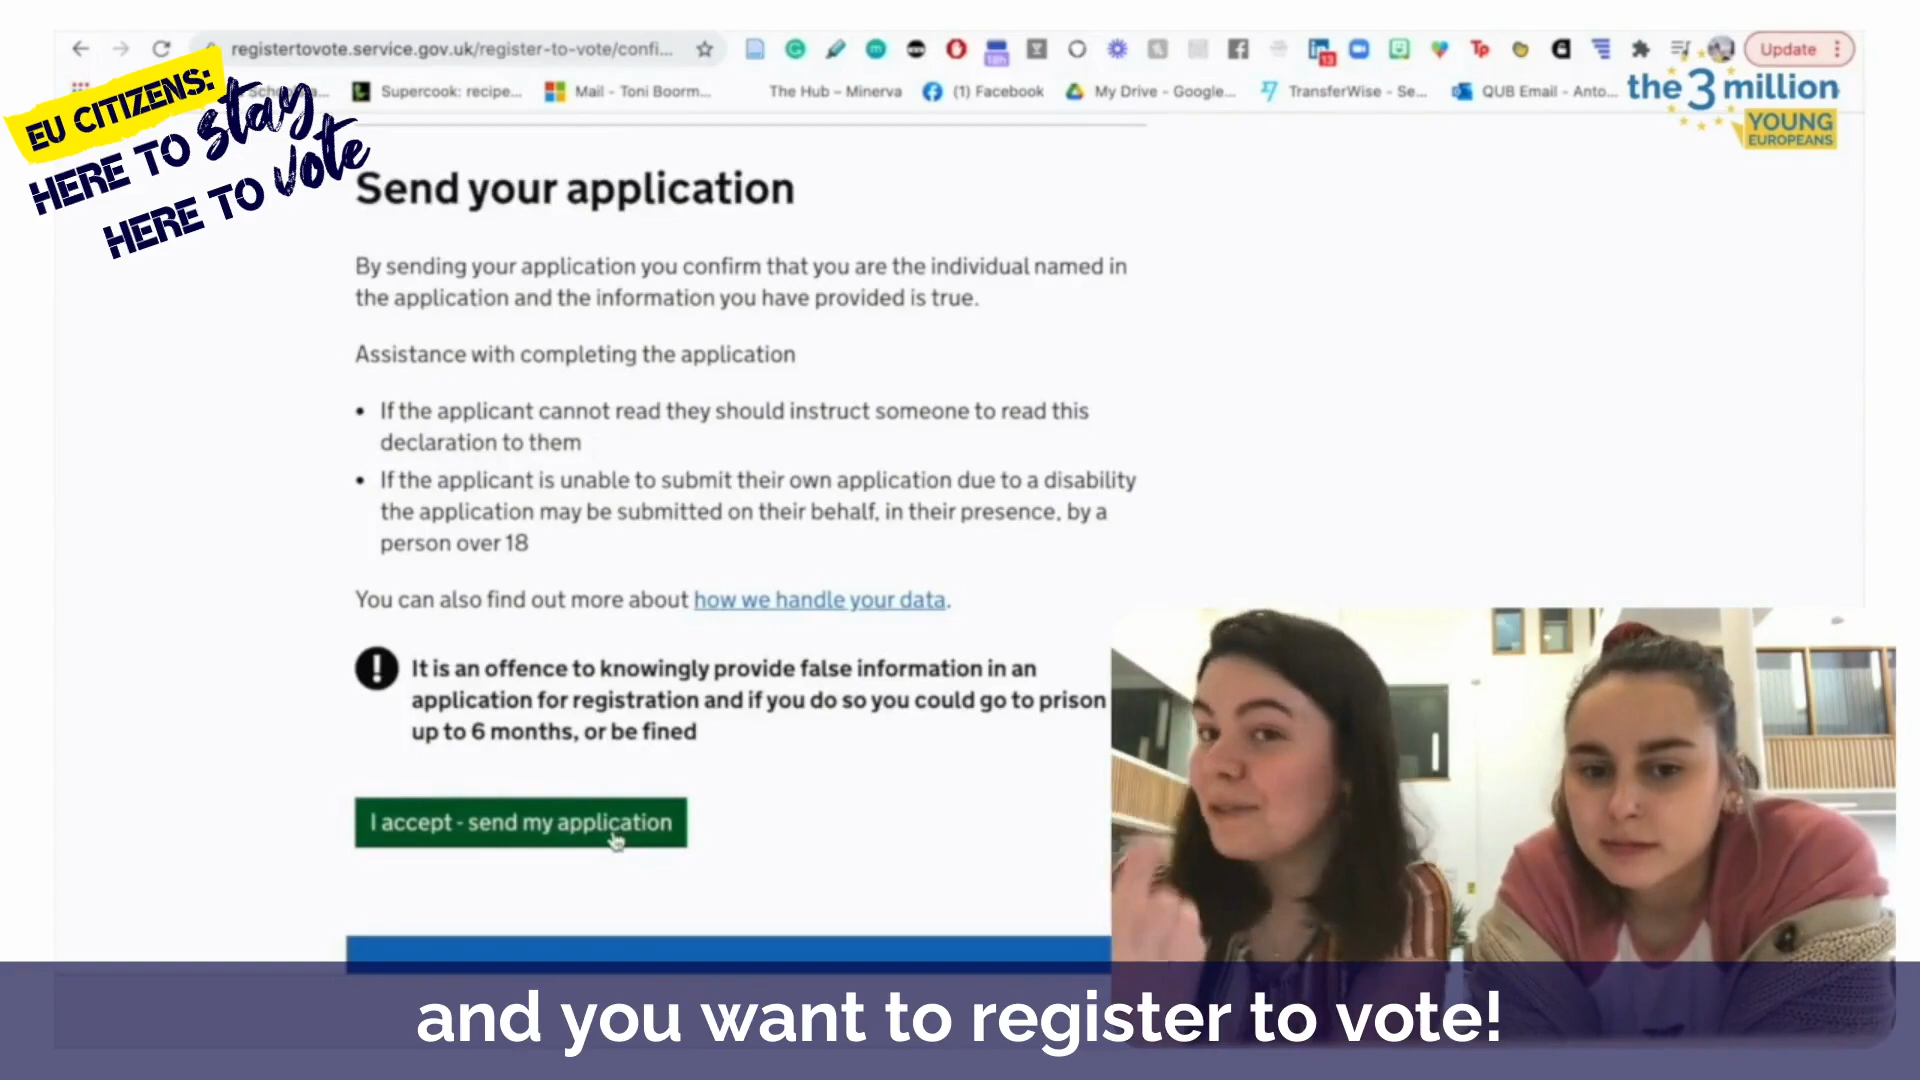 registertovote.service.gov.uk/register-to-vote/confi...
Update
Supercook: recipe...
Mail - Toni Boorm...
The Hub – Minerva
(1) Facebook
My Drive - Google...
TransferWise - Se...
QUB Email - Anto...
EU CITIZENS:
HERE TO stay
HERE TO vote
the 3 million
YOUNG
EUROPEANS
Send your application
By sending your application you confirm that you are the individual named in
the application and the information you have provided is true.
Assistance with completing the application
• If the applicant cannot read they should instruct someone to read this
declaration to them
• If the applicant is unable to submit their own application due to a disability
the application may be submitted on their behalf, in their presence, by a
person over 18
You can also find out more about how we handle your data.
! It is an offence to knowingly provide false information in an
application for registration and if you do so you could go to prison
up to 6 months, or be fined
I accept - send my application
and you want to register to vote!